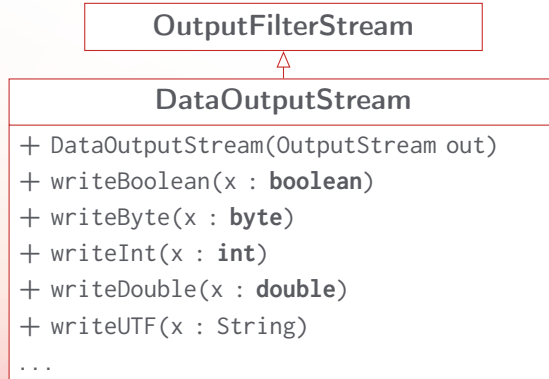 OutputFilterStream
DataOutputStream
+ DataOutputStream(OutputStream out)
+ writeBoolean(x : boolean)
+ writeByte(x : byte)
+ writeInt(x : int)
+ writeDouble(x : double)
+ writeUTF(x : String)
...